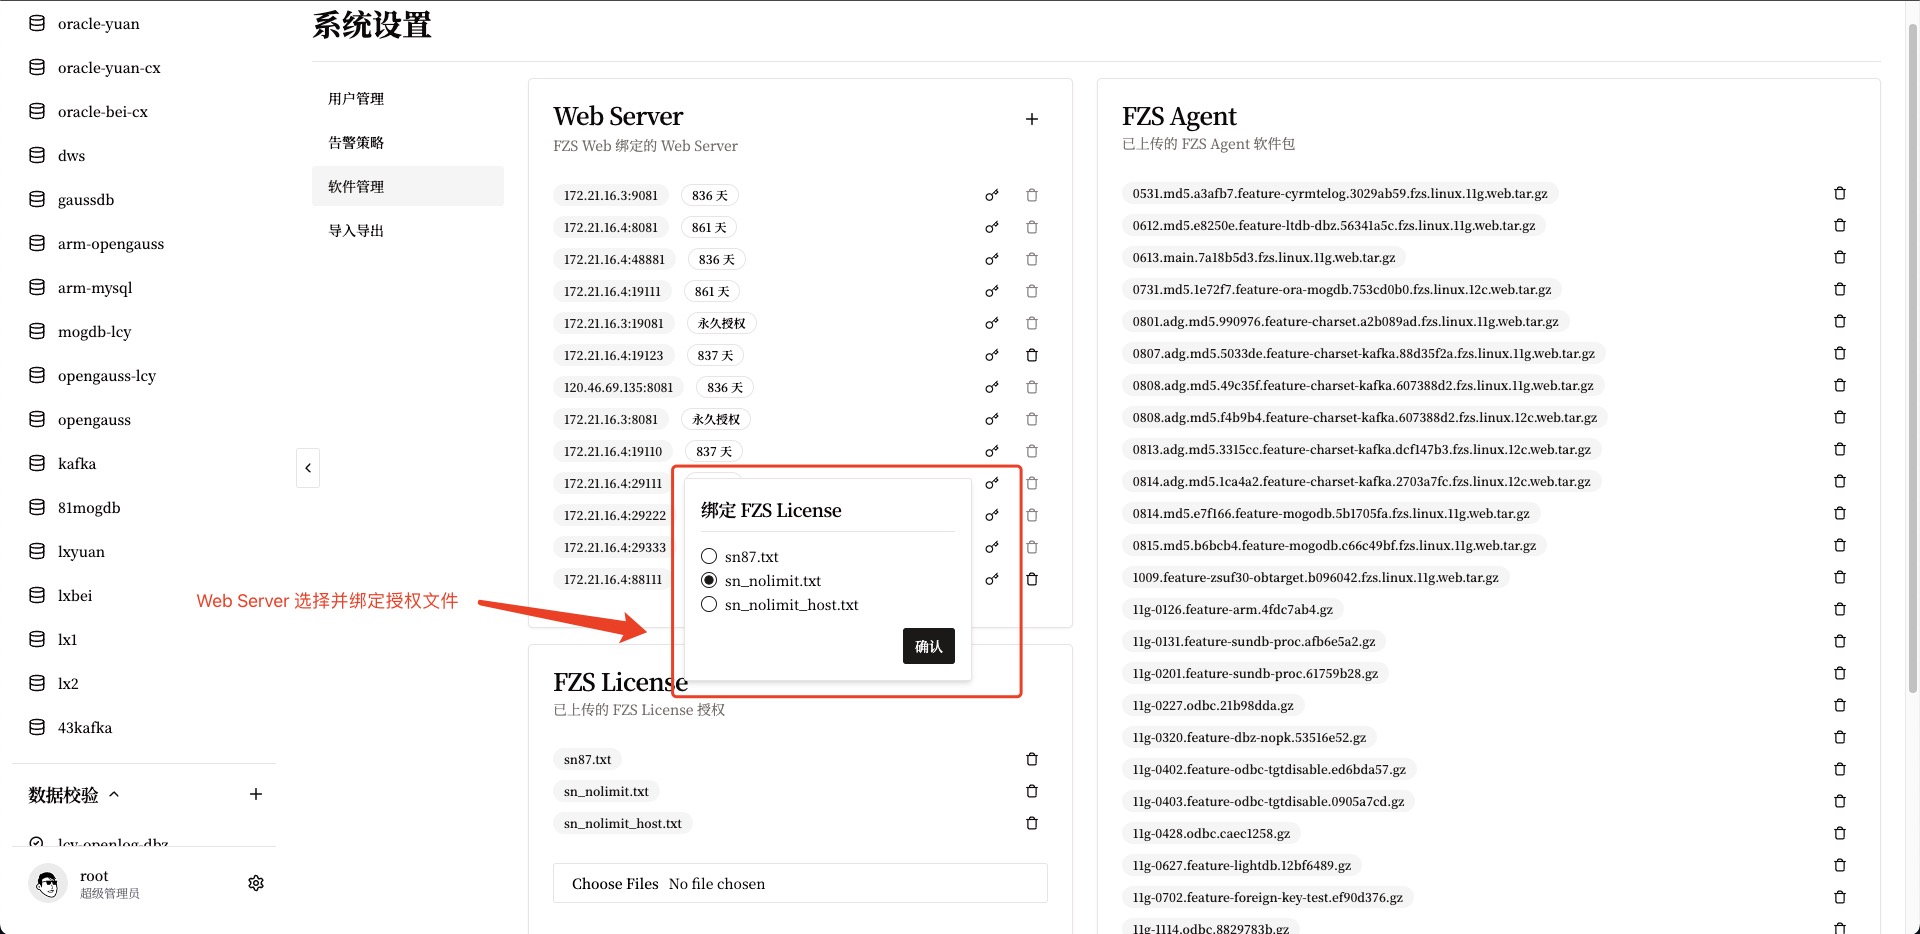 oracle-yuan
oracle-yuan-cx
oracle-bei-cx
dws
gaussdb
arm-opengauss
arm-mysql
mogdb-lcy
opengauss-lcy
opengauss
kafka
81mogdb
lxyuan
lxbei
lx1
lx2
43kafka
数据校验
lcy-openlog-dbz
root
超级管理员
系统设置
用户管理
告警策略
软件管理
导入导出
Web Server
FZS Web 绑定的 Web Server
172.21.16.3:9081 836 天
172.21.16.4:8081 861 天
172.21.16.4:48881 836 天
172.21.16.4:19111 861 天
172.21.16.3:19081 永久授权
172.21.16.4:19123 837 天
120.46.69.135:8081 836 天
172.21.16.3:8081 永久授权
172.21.16.4:19110 837 天
172.21.16.4:29111
172.21.16.4:29222
172.21.16.4:29333
172.21.16.4:88111
绑定 FZS License
sn87.txt
sn_nolimit.txt
sn_nolimit_host.txt
确认
Web Server 选择并绑定授权文件
FZS License
已上传的 FZS License 授权
sn87.txt
sn_nolimit.txt
sn_nolimit_host.txt
Choose Files No file chosen
FZS Agent
已上传的 FZS Agent 软件包
0531.md5.a3afb7.feature-cyrmtelog.3029ab59.fzs.linux.11g.web.tar.gz
0612.md5.e8250e.feature-ltdb-dbz.56341a5c.fzs.linux.11g.web.tar.gz
0613.main.7a18b5d3.fzs.linux.11g.web.tar.gz
0731.md5.1e72f7.feature-ora-mogdb.753cd0b0.fzs.linux.12c.web.tar.gz
0801.adg.md5.990976.feature-charset.a2b089ad.fzs.linux.11g.web.tar.gz
0807.adg.md5.5033de.feature-charset-kafka.88d35f2a.fzs.linux.11g.web.tar.gz
0808.adg.md5.49c35f.feature-charset-kafka.607388d2.fzs.linux.11g.web.tar.gz
0808.adg.md5.f4b9b4.feature-charset-kafka.607388d2.fzs.linux.12c.web.tar.gz
0813.adg.md5.3315cc.feature-charset-kafka.dcf147b3.fzs.linux.12c.web.tar.gz
0814.adg.md5.1ca4a2.feature-charset-kafka.2703a7fc.fzs.linux.12c.web.tar.gz
0814.md5.e7f166.feature-mogodb.5b1705fa.fzs.linux.11g.web.tar.gz
0815.md5.b6bcb4.feature-mogodb.c66c49bf.fzs.linux.11g.web.tar.gz
1009.feature-zsuf30-obtarget.b096042.fzs.linux.11g.web.tar.gz
11g-0126.feature-arm.4fdc7ab4.gz
11g-0131.feature-sundb-proc.afb6e5a2.gz
11g-0201.feature-sundb-proc.61759b28.gz
11g-0227.odbc.21b98dda.gz
11g-0320.feature-dbz-nopk.53516e52.gz
11g-0402.feature-odbc-tgtdisable.ed6bda57.gz
11g-0403.feature-odbc-tgtdisable.0905a7cd.gz
11g-0428.odbc.caec1258.gz
11g-0627.feature-lightdb.12bf6489.gz
11g-0702.feature-foreign-key-test.ef90d376.gz
11g-1114.odbc.8829783b.gz